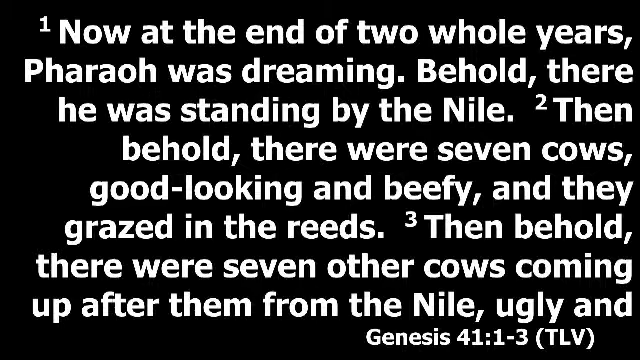 1 Now at the end of two whole years,
Pharaoh was dreaming. Behold, there
he was standing by the Nile. 2 Then
behold, there were seven cows,
good-looking and beefy, and they
grazed in the reeds. 3 Then behold,
there were seven other cows coming
up after them from the Nile, ugly and
Genesis 41:1-3 (TLV)